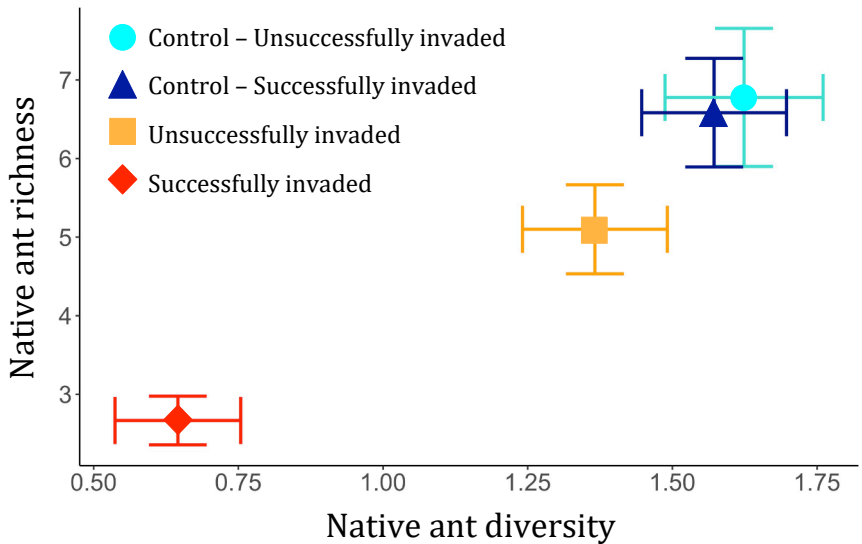 Control – Unsuccessfully invaded
Control – Successfully invaded
Unsuccessfully invaded
Successfully invaded
Native ant richness
7
6
5
4
3
0.50 0.75 1.00 1.25 1.50 1.75
Native ant diversity